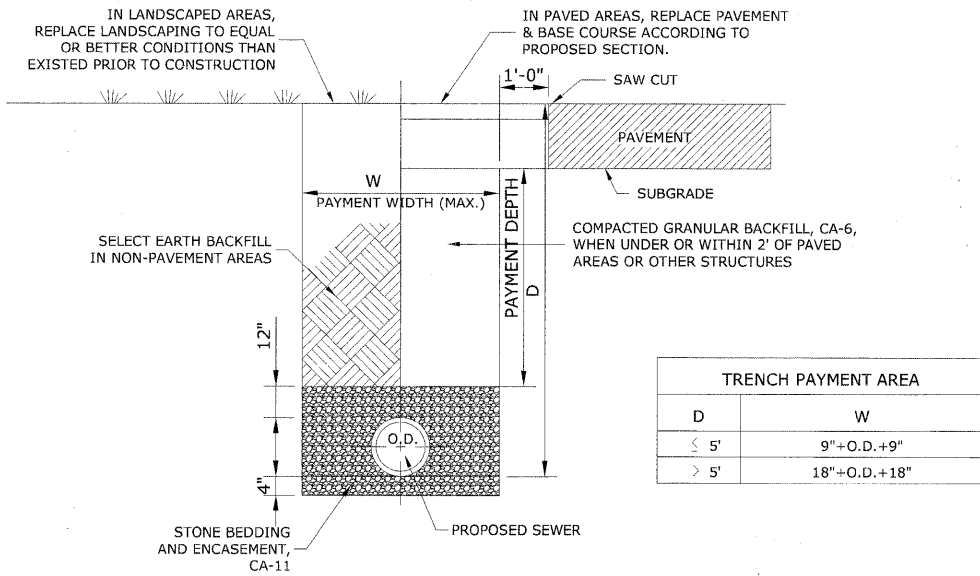 IN LANDSCAPED AREAS,
REPLACE LANDSCAPING TO EQUAL
OR BETTER CONDITIONS THAN
EXISTED PRIOR TO CONSTRUCTION
IN PAVED AREAS, REPLACE PAVEMENT
& BASE COURSE ACCORDING TO
PROPOSED SECTION.
1'-0"
SAW CUT
PAVEMENT
SUBGRADE
W
PAYMENT WIDTH (MAX.)
PAYMENT DEPTH
D
COMPACTED GRANULAR BACKFILL, CA-6,
WHEN UNDER OR WITHIN 2' OF PAVED
AREAS OR OTHER STRUCTURES
SELECT EARTH BACKFILL
IN NON-PAVEMENT AREAS
12"
O.D.
4"
STONE BEDDING
AND ENCASEMENT,
CA-11
PROPOSED SEWER
TRENCH PAYMENT AREA
D W
≤ 5' 9"+O.D.+9"
> 5' 18"+O.D.+18"